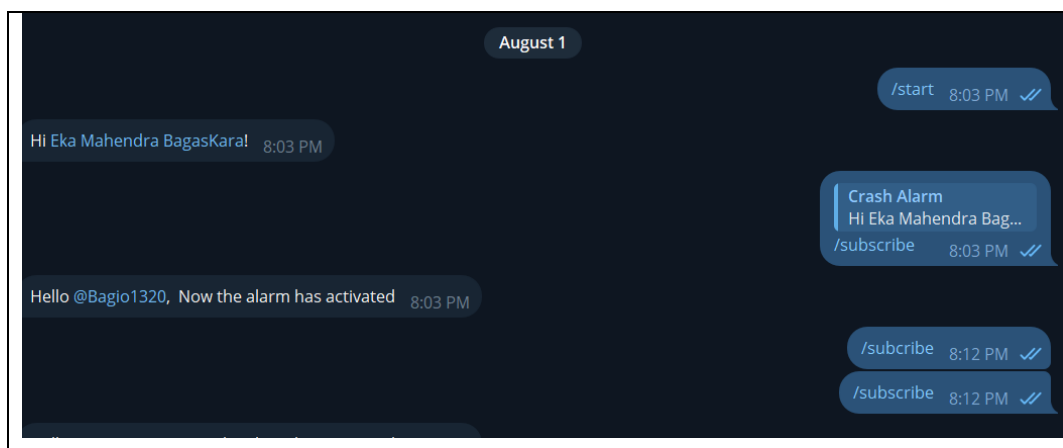 August 1
/start 8:03 PM
Hi Eka Mahendra BagasKara! 8:03 PM
Crash Alarm
Hi Eka Mahendra Bag...
/subscribe 8:03 PM
Hello @Bagio1320, Now the alarm has activated 8:03 PM
/subcribe 8:12 PM
/subscribe 8:12 PM